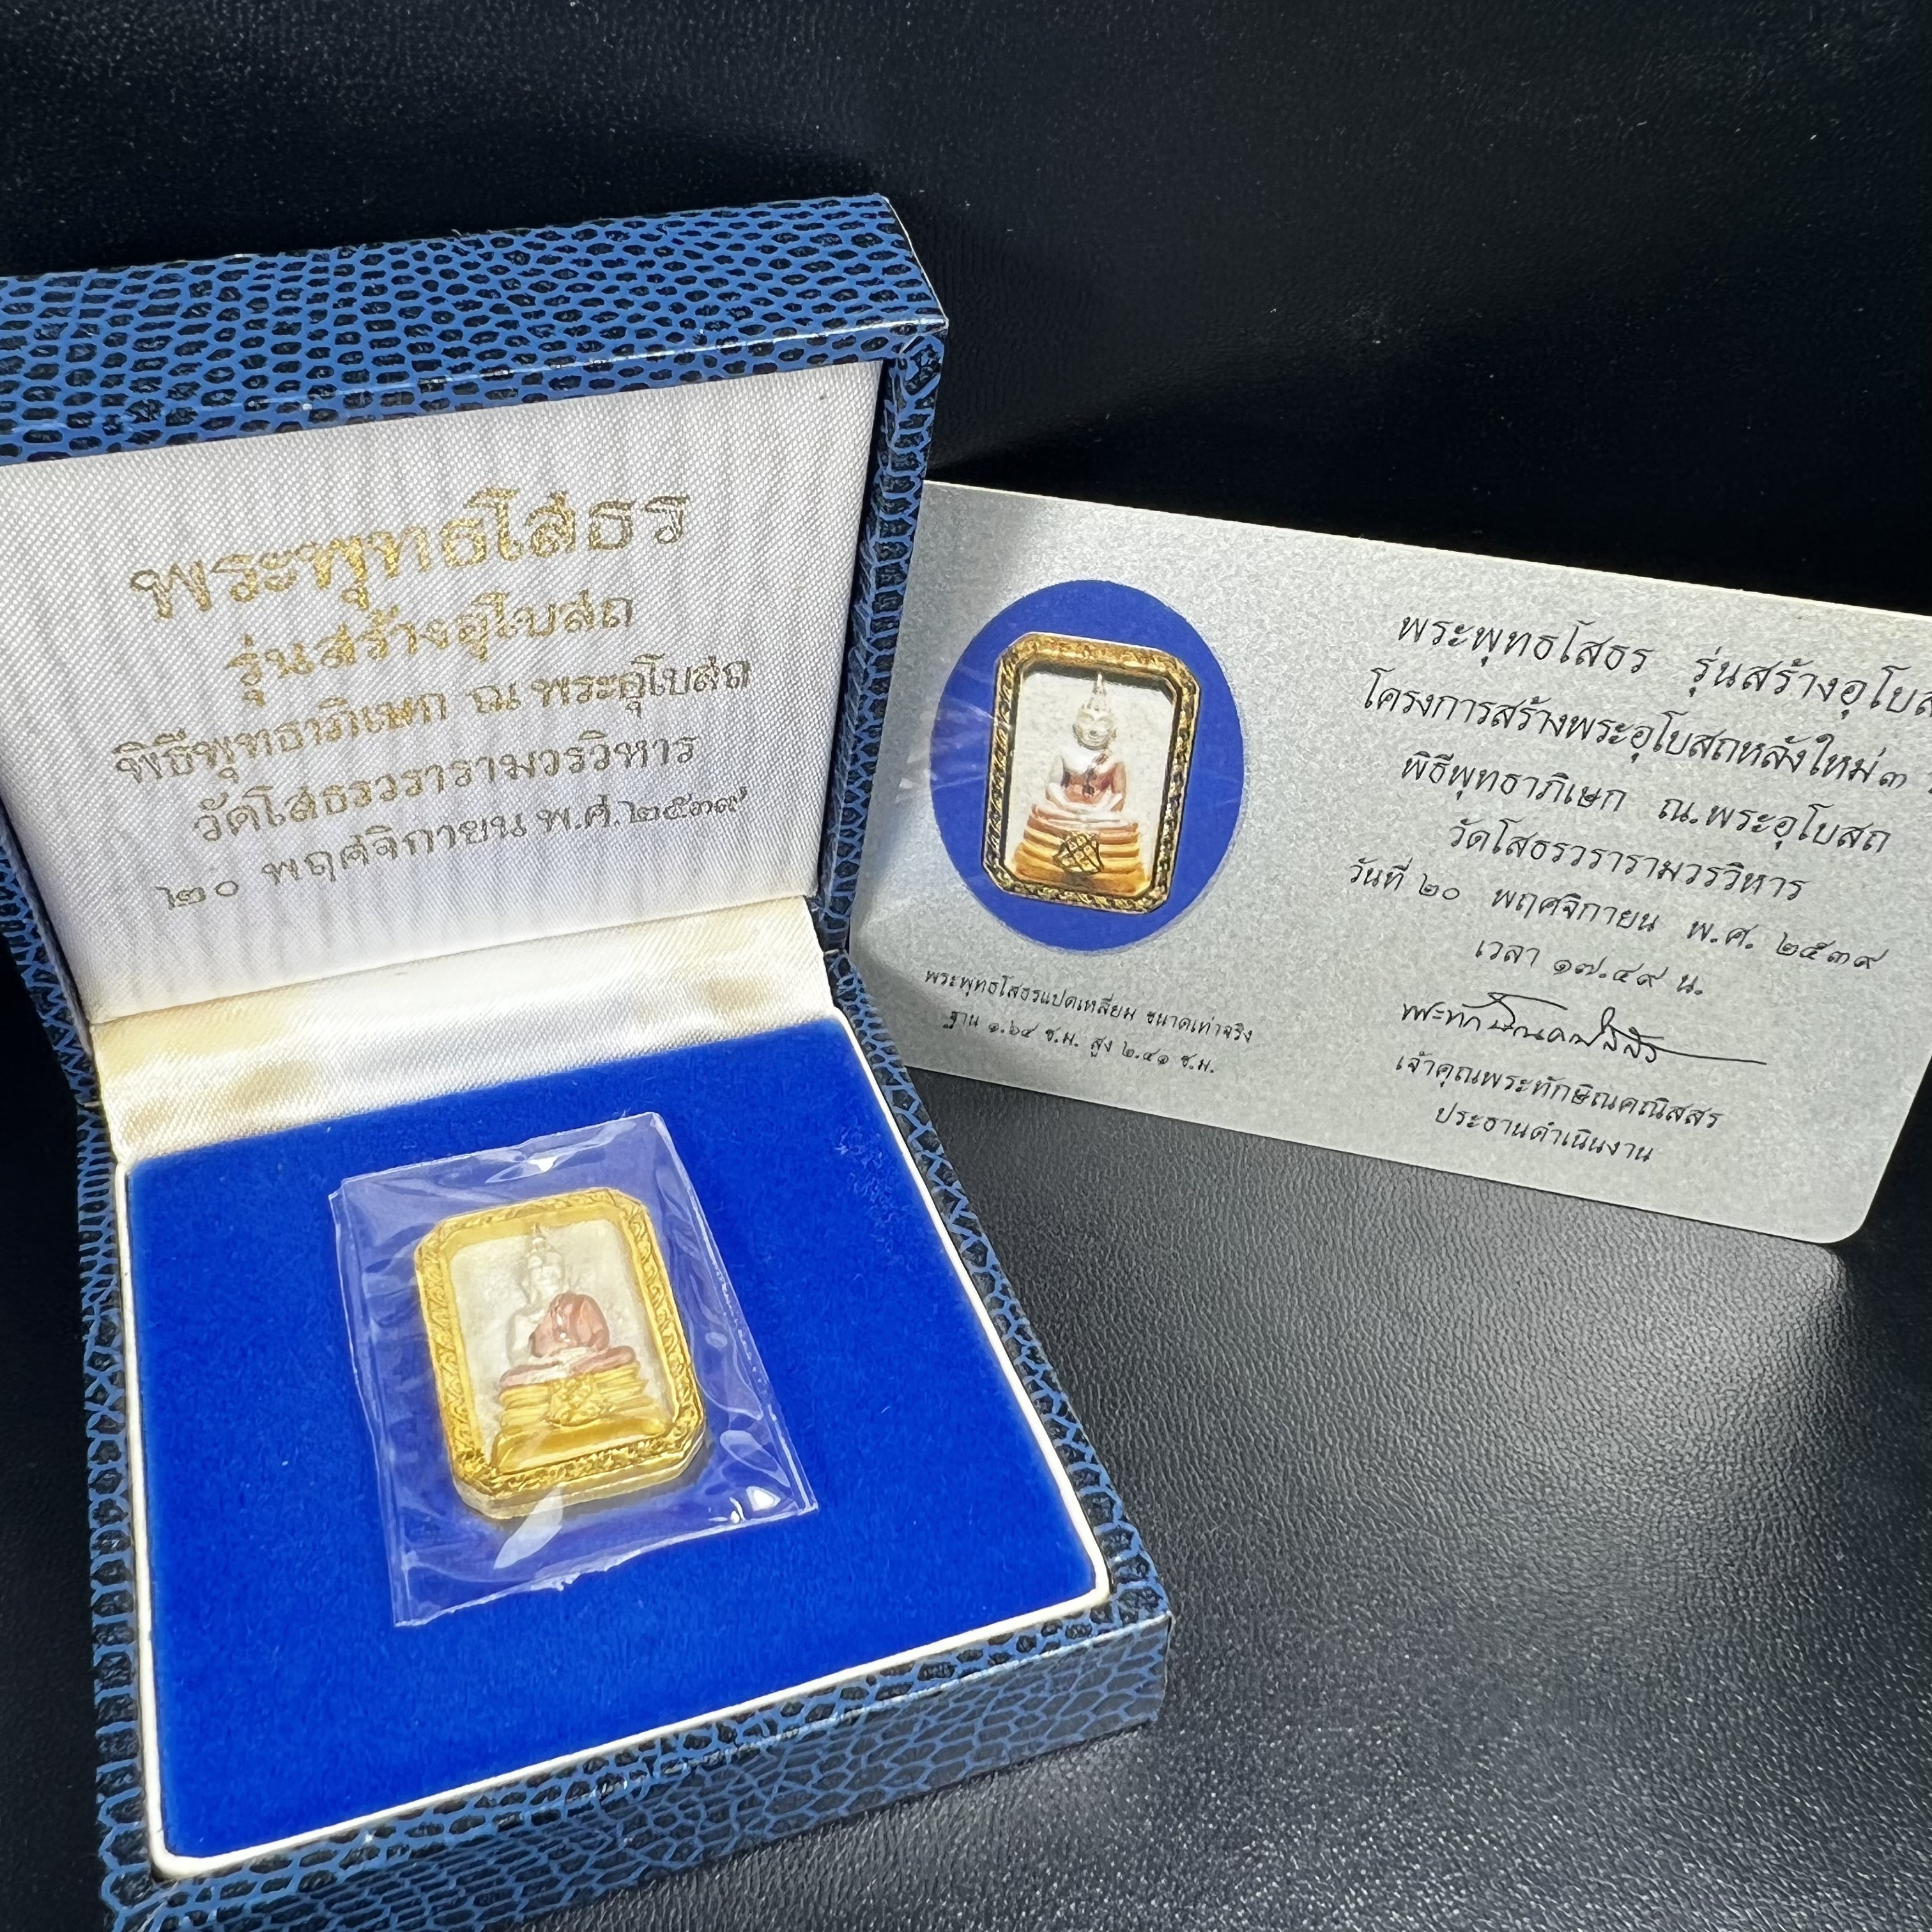 พระพุทธโสธร
รุ่นสร้างอุโบสถ
พิธีพุทธาภิเษก ณ พระอุโบสถ
วัดโสธรวรารามวรวิหาร
๒๐ พฤศจิกายน พ.ศ.๒๕๓๙
พระพุทธโสธร รุ่นสร้างอุโบส
โครงการสร้างพระอุโบสถหลังใหม่ ๓
พิธีพุทธาภิเษก ณ.พระอุโบสถ
วัดโสธรวรารามวรวิหาร
วันที่ ๒๐ พฤศจิกายน พ.ศ. ๒๕๓๙
เวลา ๑๗.๔๙ น.
พระทักษิณคณิสสร
เจ้าคุณพระทักษิณคณิสสร
ประธานดำเนินงาน
พระพุทธโสธรแปดเหลี่ยม ขนาดเท่าจริง
ฐาน ๑.๖๔ ซ.ม. สูง ๒.๔๑ ซ.ม.